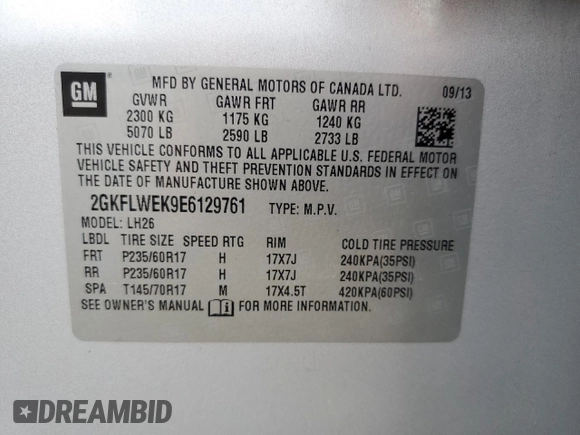 GM
MFD BY GENERAL MOTORS OF CANADA LTD. 09/13
GVWR GAWR FRT GAWR RR
2300 KG 1175 KG 1240 KG
5070 LB 2590 LB 2733 LB
THIS VEHICLE CONFORMS TO ALL APPLICABLE U.S. FEDERAL MOTOR
VEHICLE SAFETY AND THEFT PREVENTION STANDARDS IN EFFECT ON
THE DATE OF MANUFACTURE SHOWN ABOVE.
2GKFLWEK9E6129761 TYPE: M.P.V.
MODEL: LH26
LBDL TIRE SIZE SPEED RTG RIM COLD TIRE PRESSURE
FRT P235/60R17 H 17X7J 240KPA(35PSI)
RR P235/60R17 H 17X7J 240KPA(35PSI)
SPA T145/70R17 M 17X4.5T 420KPA(60PSI)
SEE OWNER'S MANUAL FOR MORE INFORMATION.
DREAMBID